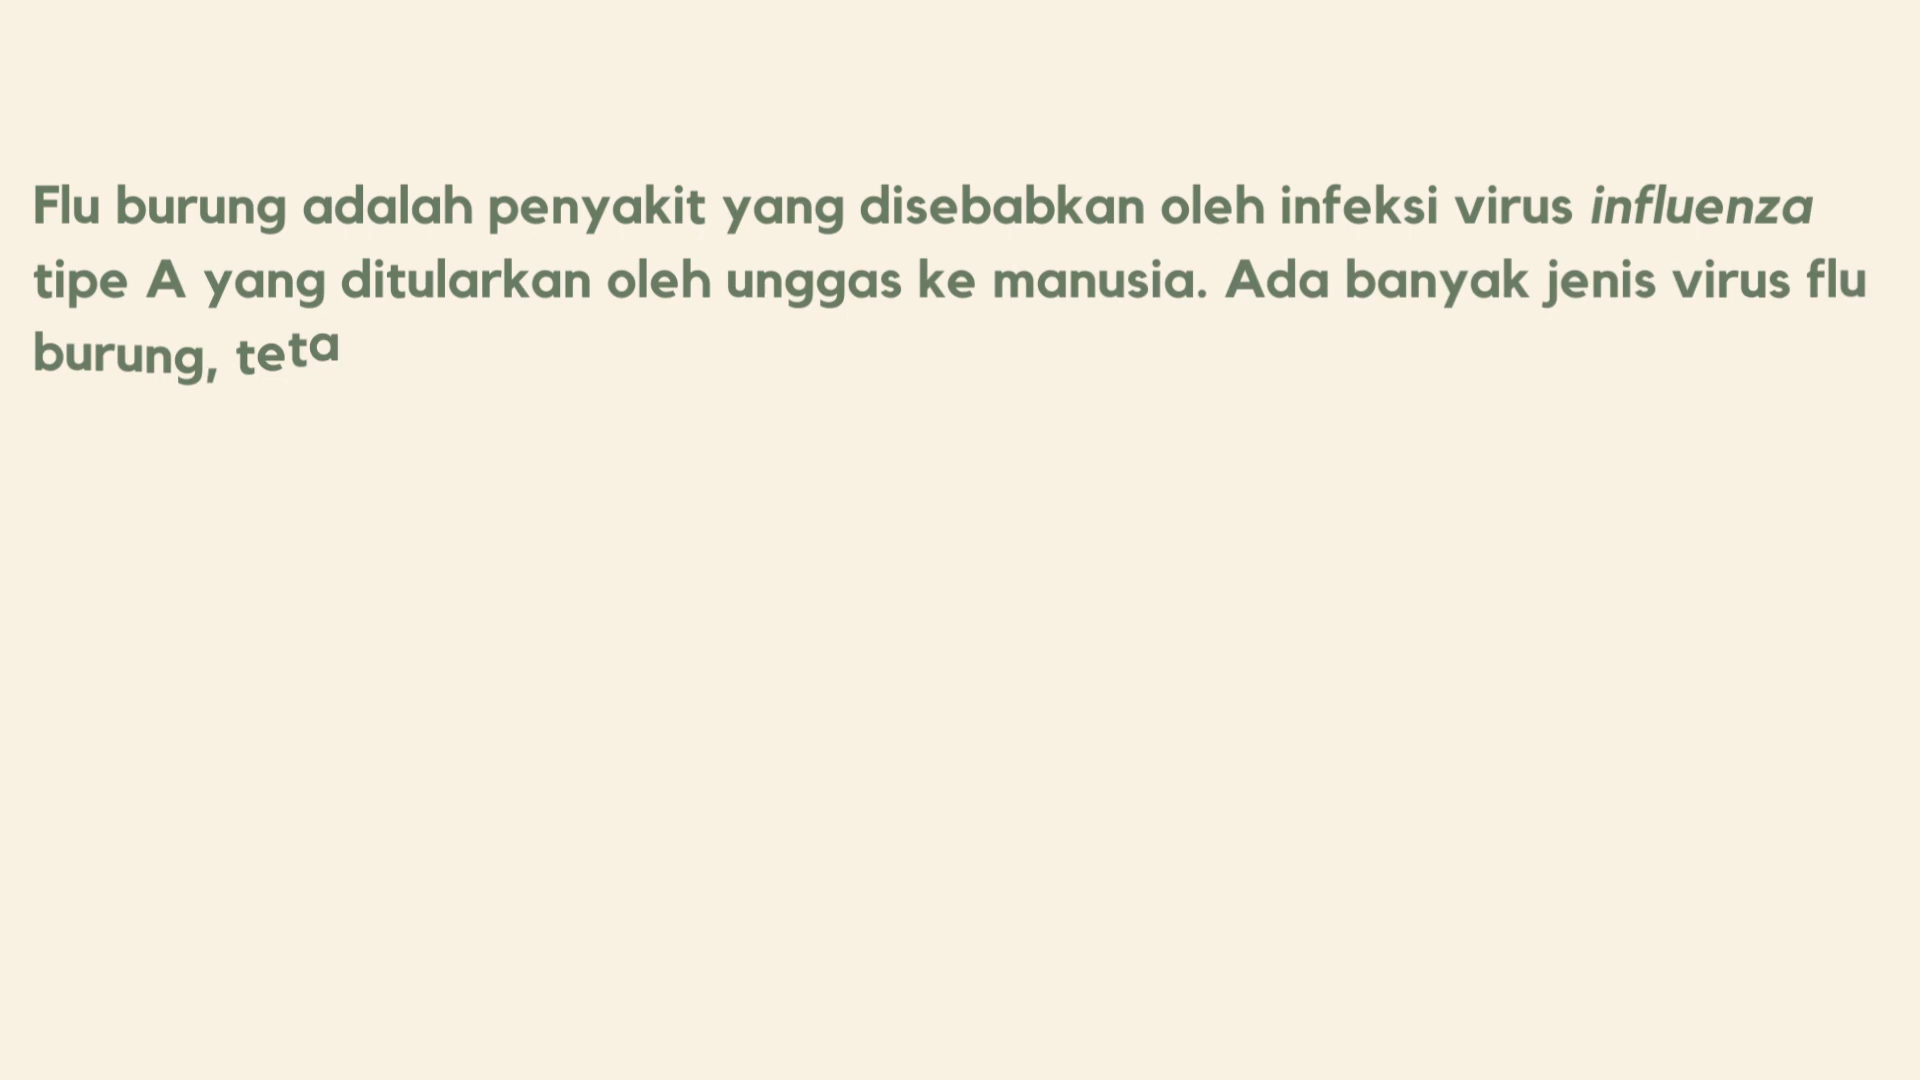 Flu burung adalah penyakit yang disebabkan oleh infeksi virus influenza
tipe A yang ditularkan oleh unggas ke manusia. Ada banyak jenis virus flu
burung, teta